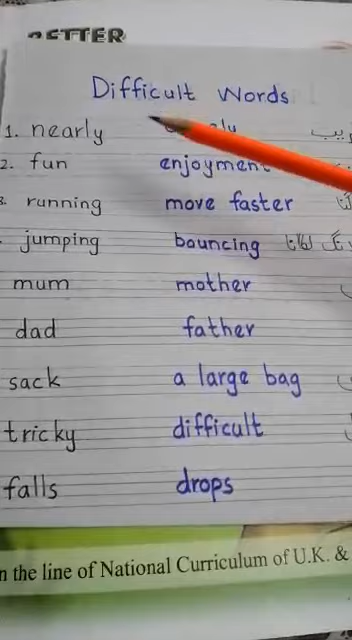 Difficult Words
1. nearly
2. fun enjoyment
3. running move faster
jumping bouncing
mum mother
dad father
sack a large bag
tricky difficult
falls drops
n the line of National Curriculum of U.K. &